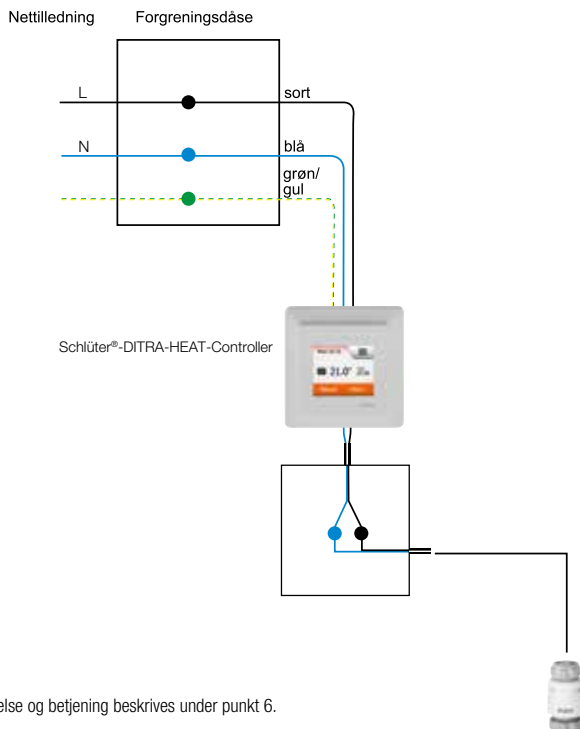 Nettilledning Forgreningsdåse
L sort
N blå
grøn/
gul
Schlüter®-DITRA-HEAT-Controller
21.0°
else og betjening beskrives under punkt 6.